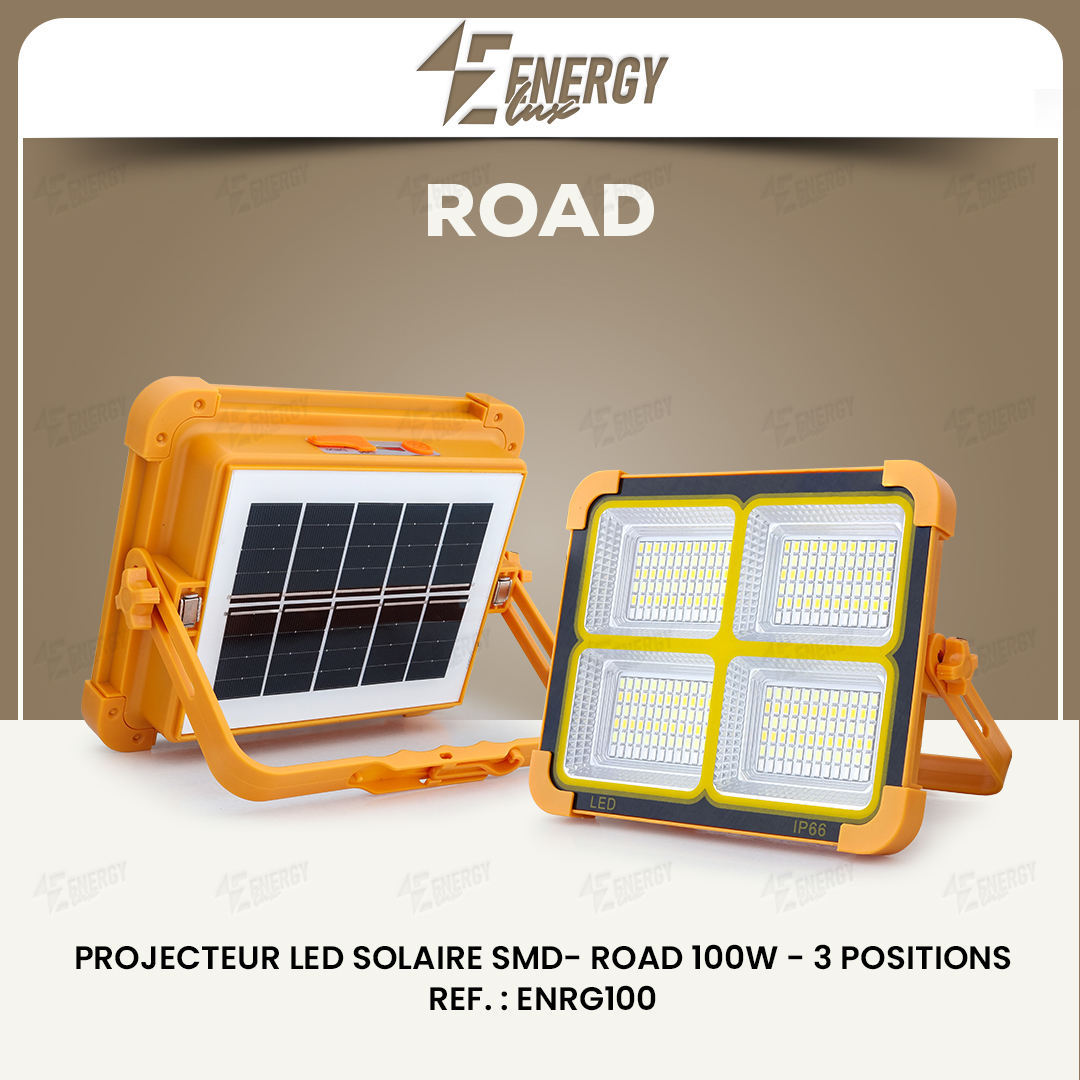 ENERGY
lux
ROAD
LED
IP66
PROJECTEUR LED SOLAIRE SMD- ROAD 100W - 3 POSITIONS
REF. : ENRG100